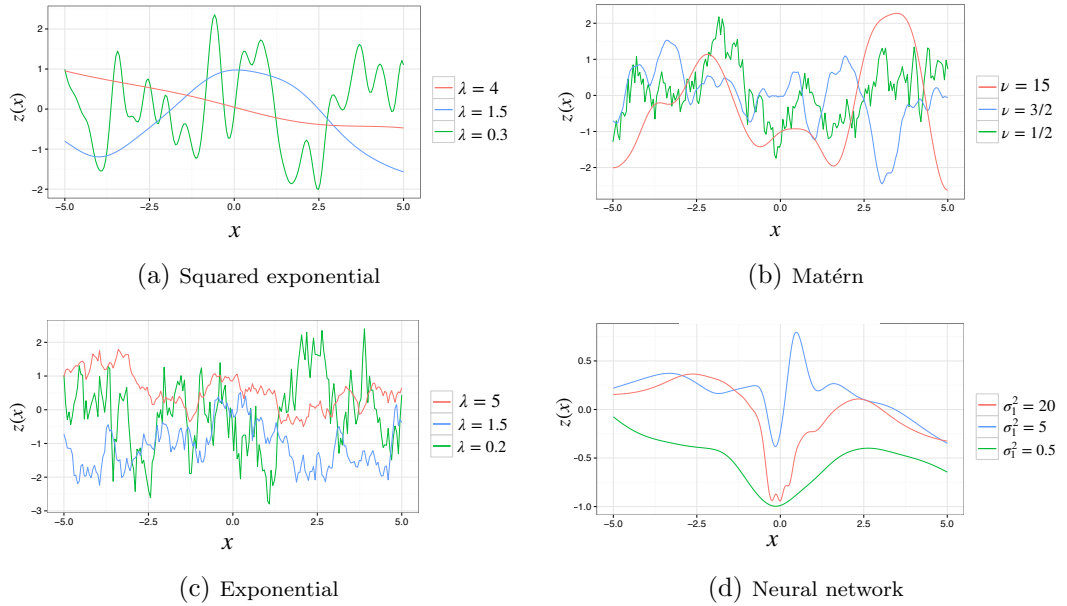 2
1
0
−1
−2
z(x)
−5.0 −2.5 0.0 2.5 5.0
x
λ = 4
λ = 1.5
λ = 0.3
(a) Squared exponential
2
1
0
−1
−2
z(x)
−5.0 −2.5 0.0 2.5 5.0
x
ν = 15
ν = 3/2
ν = 1/2
(b) Matérn
2
1
0
−1
−2
−3
z(x)
−5.0 −2.5 0.0 2.5 5.0
x
λ = 5
λ = 1.5
λ = 0.2
(c) Exponential
0.5
0.0
−0.5
−1.0
z(x)
−5.0 −2.5 0.0 2.5 5.0
x
σ₁² = 20
σ₁² = 5
σ₁² = 0.5
(d) Neural network